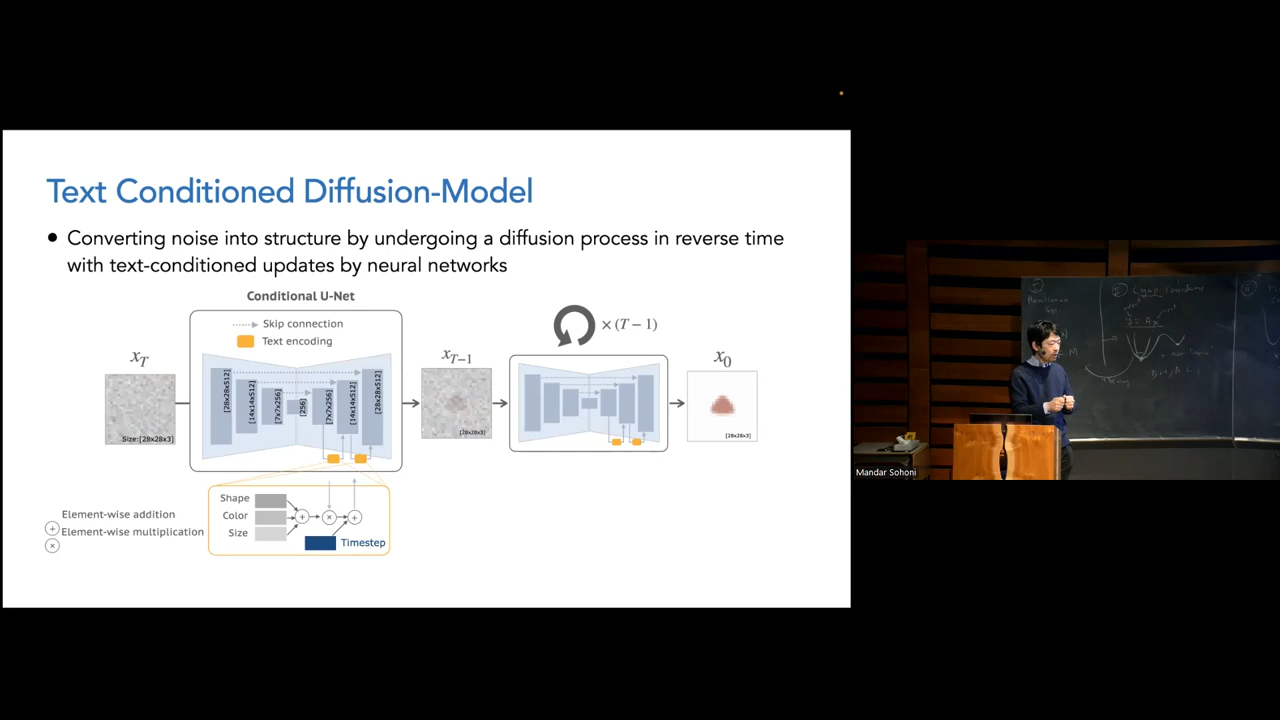 Text Conditioned Diffusion-Model
● Converting noise into structure by undergoing a diffusion process in reverse time
with text-conditioned updates by neural networks
Conditional U-Net
Skip connection
Text encoding
× (T − 1)
x_T
x_{T−1}
x_0
[28x28x512]
[14x14x512]
[7x7x256]
[256]
[7x7x256]
[14x14x512]
[28x28x512]
Size:[28x28x3]
[28x28x3]
[28x28x3]
Shape
Color
Size
+
×
+
Timestep
Element-wise addition
+ Element-wise multiplication
×
Mandar Sohoni
y = Ax